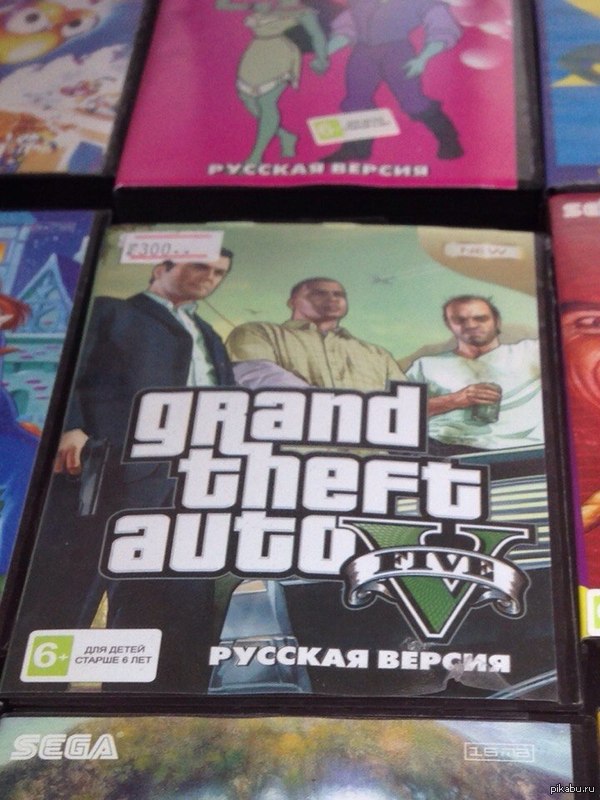 РУССКАЯ ВЕРСИЯ
₽300
NEW
grand
theft
auto V
FIVE
6+
ДЛЯ ДЕТЕЙ
СТАРШЕ 6 ЛЕТ
РУССКАЯ ВЕРСИЯ
SEGA
pikabu.ru